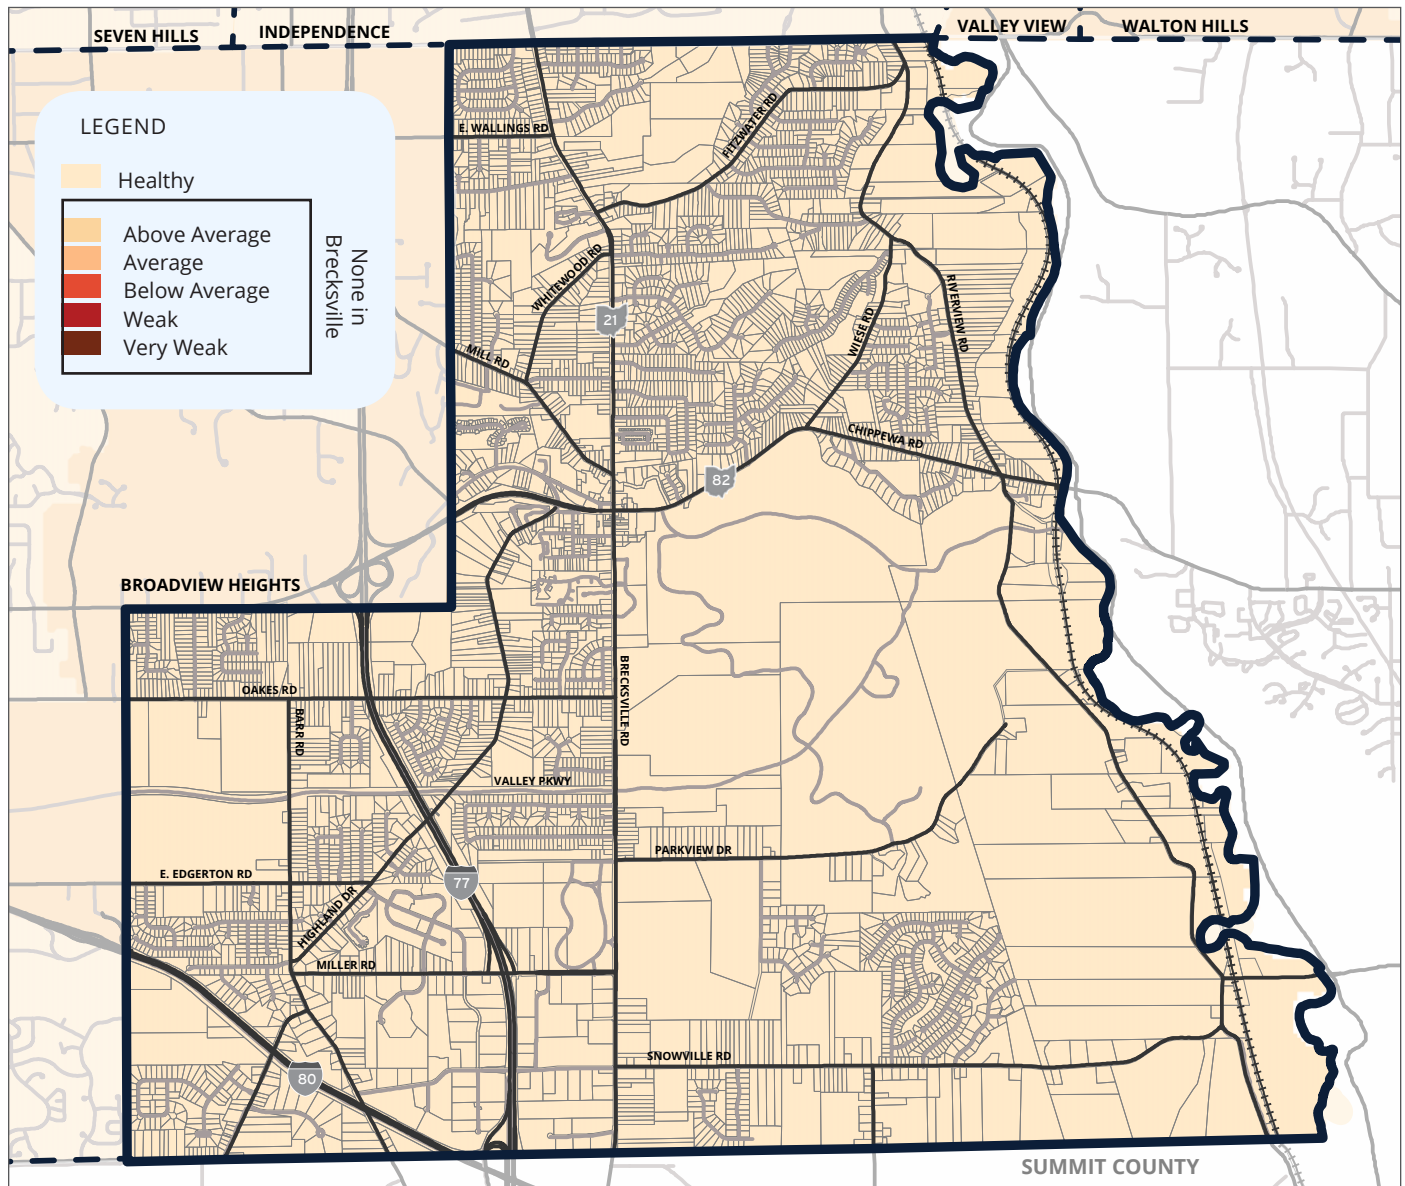 SEVEN HILLS
INDEPENDENCE
VALLEY VIEW
WALTON HILLS
LEGEND
Healthy
Above Average
Average
Below Average
Weak
Very Weak
None in
Brecksville
E. WALLINGS RD
FITZWATER RD
WHITEWOOD RD
21
RIVERVIEW RD
WIESE RD
MILL RD
CHIPPEWA RD
82
BROADVIEW HEIGHTS
OAKES RD
BARR RD
BRECKSVILLE RD
VALLEY PKWY
PARKVIEW DR
E. EDGERTON RD
77
HIGHLAND DR
MILLER RD
SNOWVILLE RD
80
SUMMIT COUNTY